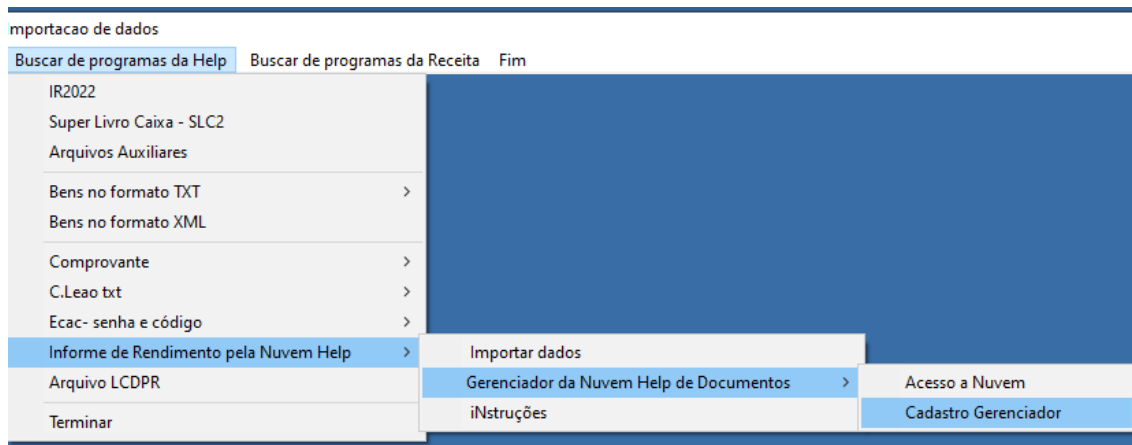 mportacao de dados
Buscar de programas da Help Buscar de programas da Receita Fim
IR2022
Super Livro Caixa - SLC2
Arquivos Auxiliares
Bens no formato TXT
Bens no formato XML
Comprovante
C.Leao txt
Ecac- senha e código
Informe de Rendimento pela Nuvem Help
Arquivo LCDPR
Terminar
Importar dados
Gerenciador da Nuvem Help de Documentos
iNstruções
Acesso a Nuvem
Cadastro Gerenciador